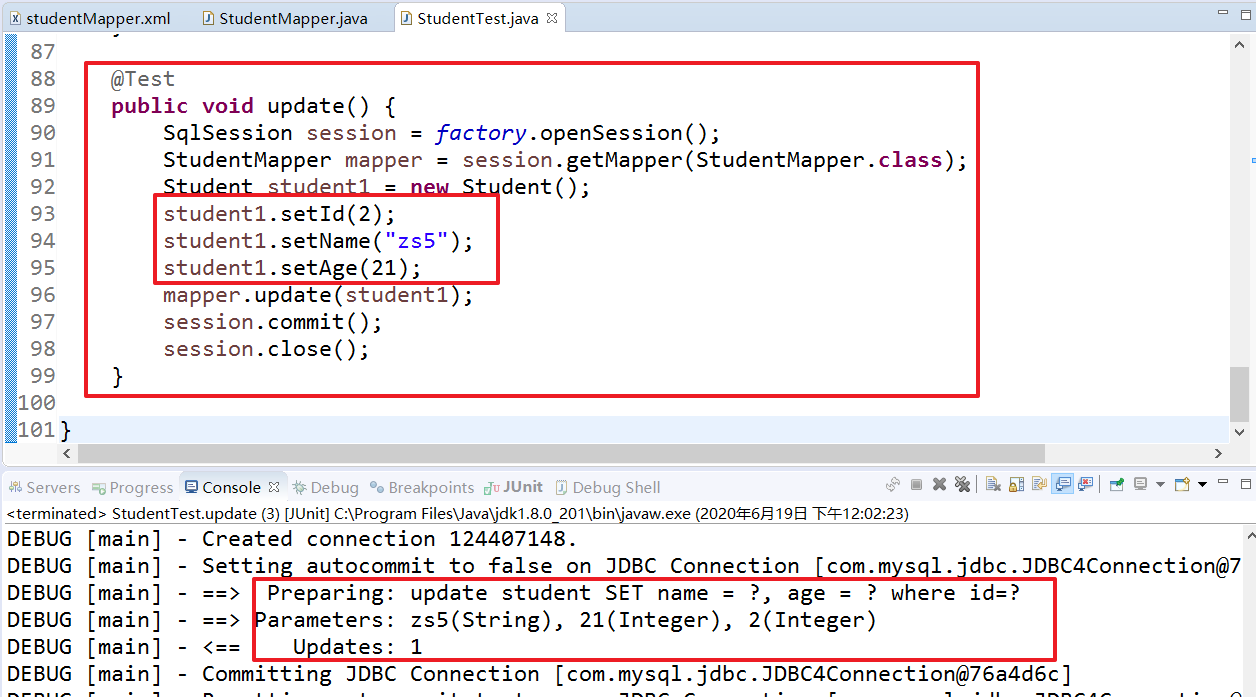 studentMapper.xml StudentMapper.java StudentTest.java
87
88 @Test
89 public void update() {
90 SqlSession session = factory.openSession();
91 StudentMapper mapper = session.getMapper(StudentMapper.class);
92 Student student1 = new Student();
93 student1.setId(2);
94 student1.setName("zs5");
95 student1.setAge(21);
96 mapper.update(student1);
97 session.commit();
98 session.close();
99 }
100
101 }
Servers Progress Console Debug Breakpoints JUnit Debug Shell
<terminated> StudentTest.update (3) [JUnit] C:\Program Files\Java\jdk1.8.0_201\bin\javaw.exe (2020年6月19日 下午12:02:23)
DEBUG [main] - Created connection 124407148.
DEBUG [main] - Setting autocommit to false on JDBC Connection [com.mysql.jdbc.JDBC4Connection@7
DEBUG [main] - ==> Preparing: update student SET name = ?, age = ? where id=?
DEBUG [main] - ==> Parameters: zs5(String), 21(Integer), 2(Integer)
DEBUG [main] - <== Updates: 1
DEBUG [main] - Committing JDBC Connection [com.mysql.jdbc.JDBC4Connection@76a4d6c]